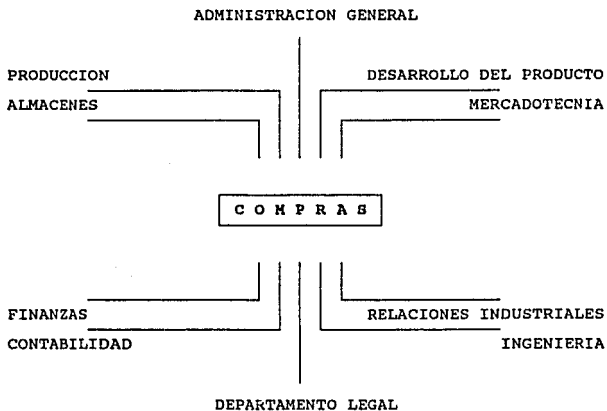 ADMINISTRACION GENERAL
PRODUCCION
DESARROLLO DEL PRODUCTO
ALMACENES
MERCADOTECNIA
C O M P R A S
FINANZAS
RELACIONES INDUSTRIALES
CONTABILIDAD
INGENIERIA
DEPARTAMENTO LEGAL